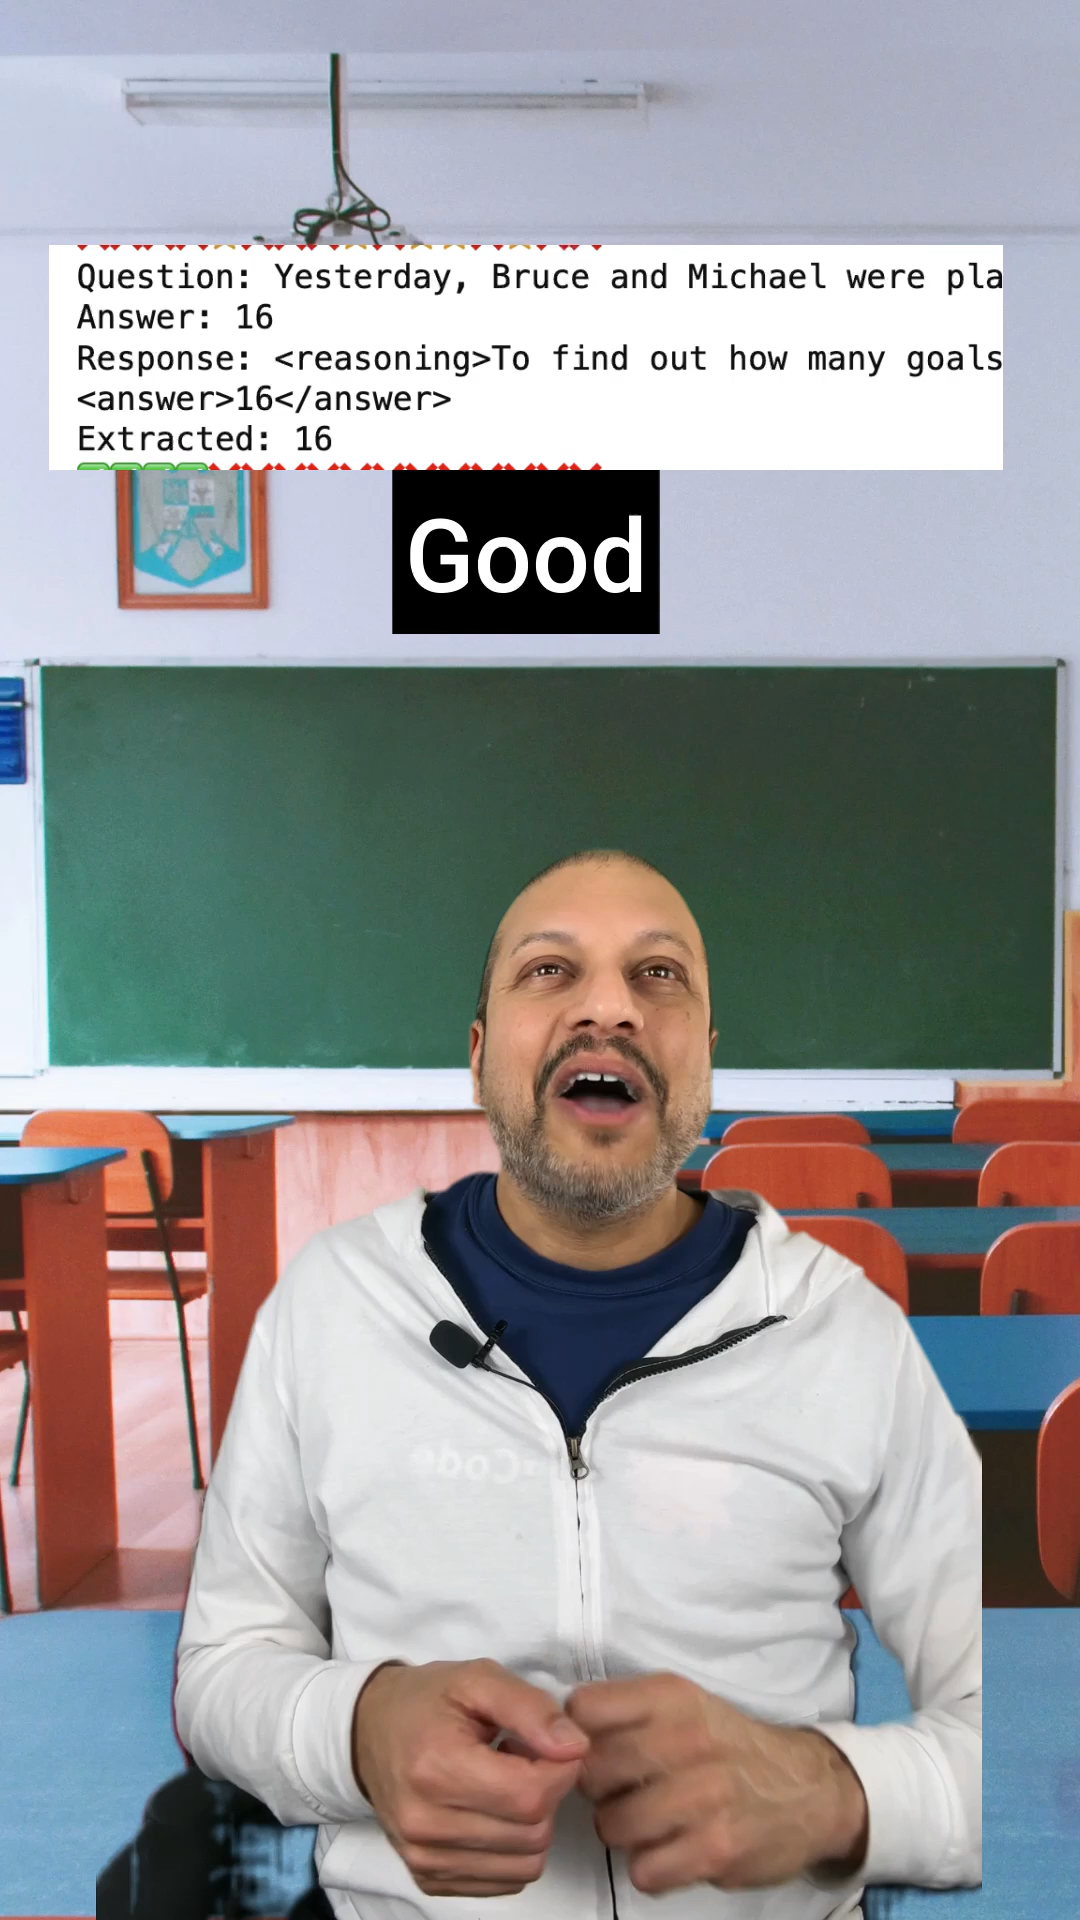 Question: Yesterday, Bruce and Michael were pla
Answer: 16
Response: <reasoning>To find out how many goals
<answer>16</answer>
Extracted: 16
Good